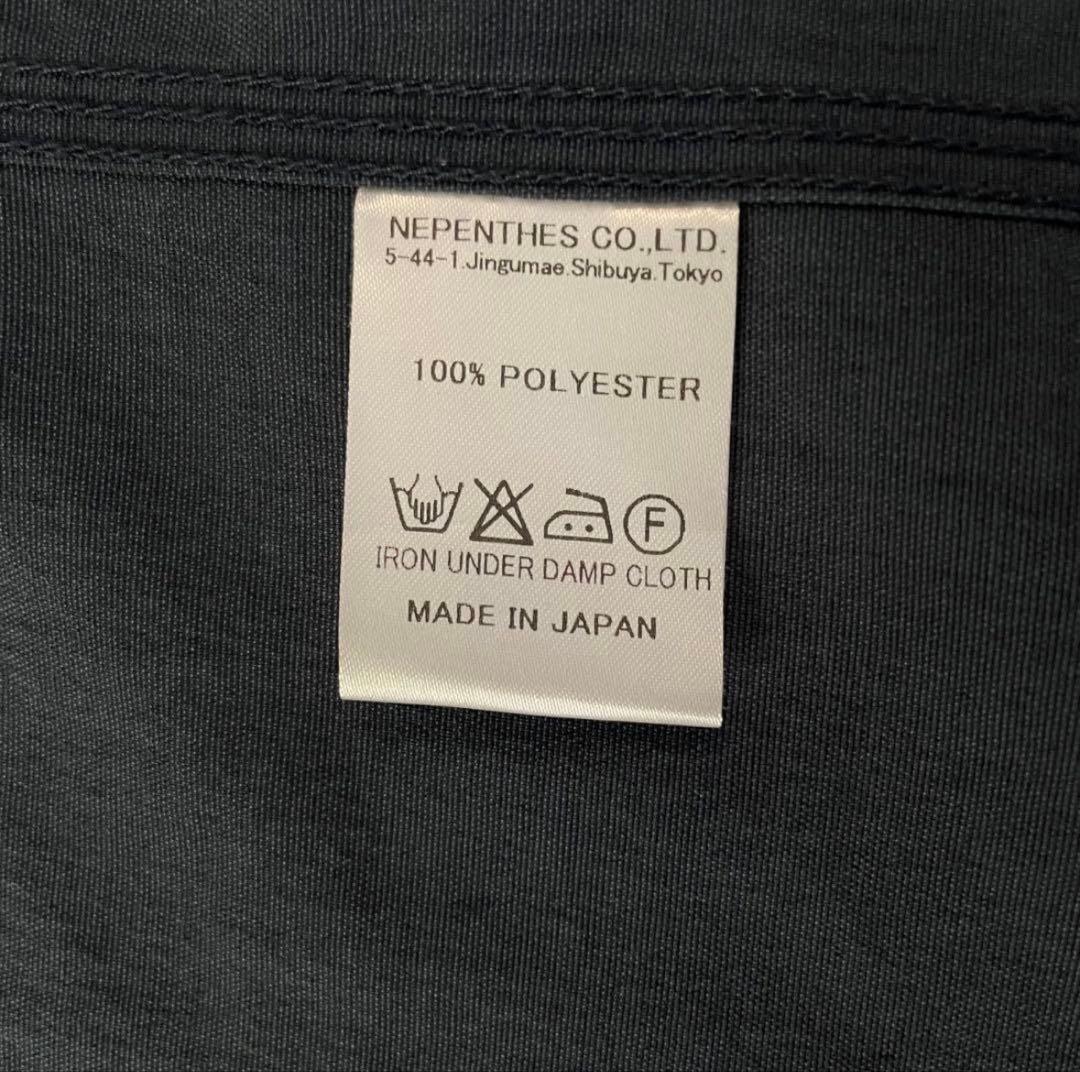 NEPENTHES CO.,LTD.
5-44-1.Jingumae.Shibuya.Tokyo
100% POLYESTER
F
IRON UNDER DAMP CLOTH
MADE IN JAPAN